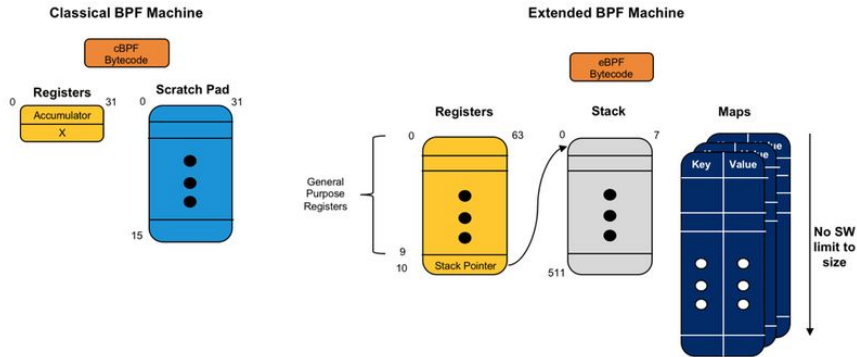 Classical BPF Machine
cBPF
Bytecode
Registers
0
31
Accumulator
X
Scratch Pad
0
31
15
Extended BPF Machine
eBPF
Bytecode
Registers
0
63
General
Purpose
Registers
9
10
Stack Pointer
Stack
0
7
511
Maps
Key
Value
No SW
limit to
size